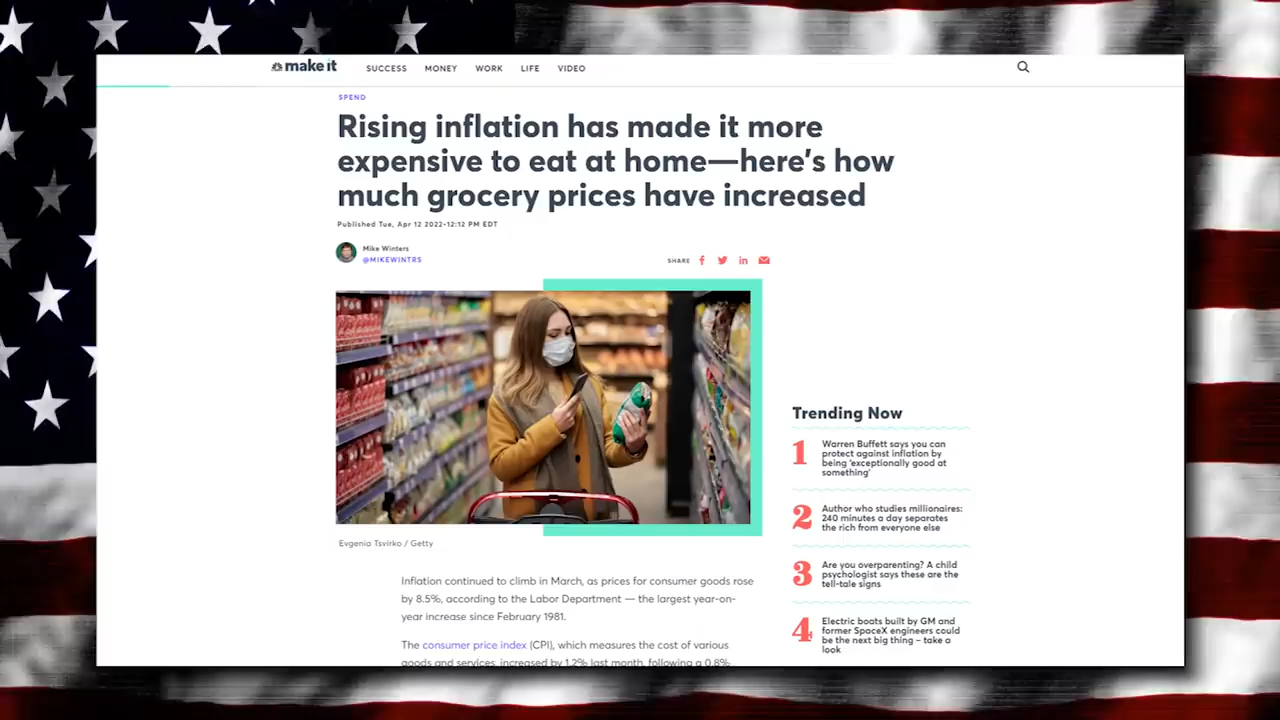 make it
SUCCESS MONEY WORK LIFE VIDEO
SPEND
Rising inflation has made it more
expensive to eat at home—here's how
much grocery prices have increased
Published Tue, Apr 12 2022•12:12 PM EDT
Mike Winters
@MIKEWINTRS
SHARE
Evgenia Tsvirko / Getty
Inflation continued to climb in March, as prices for consumer goods rose
by 8.5%, according to the Labor Department — the largest year-on-
year increase since February 1981.
The consumer price index (CPI), which measures the cost of various
goods and services, increased by 1.2% last month, following a 0.8%
Trending Now
1 Warren Buffett says you can
protect against inflation by
being 'exceptionally good at
something'
2 Author who studies millionaires:
240 minutes a day separates
the rich from everyone else
3 Are you overparenting? A child
psychologist says these are the
tell-tale signs
4 Electric boats built by GM and
former SpaceX engineers could
be the next big thing – take a
look